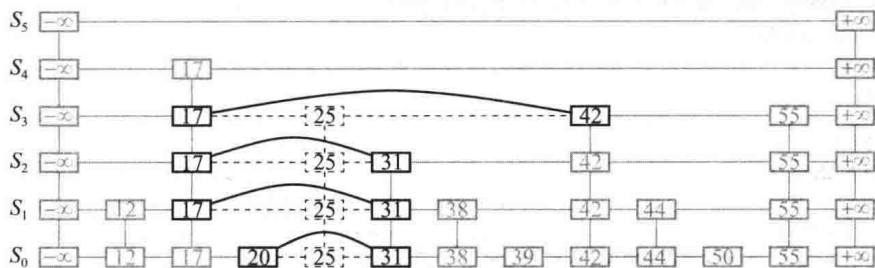 S5 -∞ +∞
S4 -∞ 17 +∞
S3 -∞ 17 25 42 55 +∞
S2 -∞ 17 25 31 42 55 +∞
S1 -∞ 12 17 25 31 38 42 44 55 +∞
S0 -∞ 12 17 20 25 31 38 39 42 44 50 55 +∞